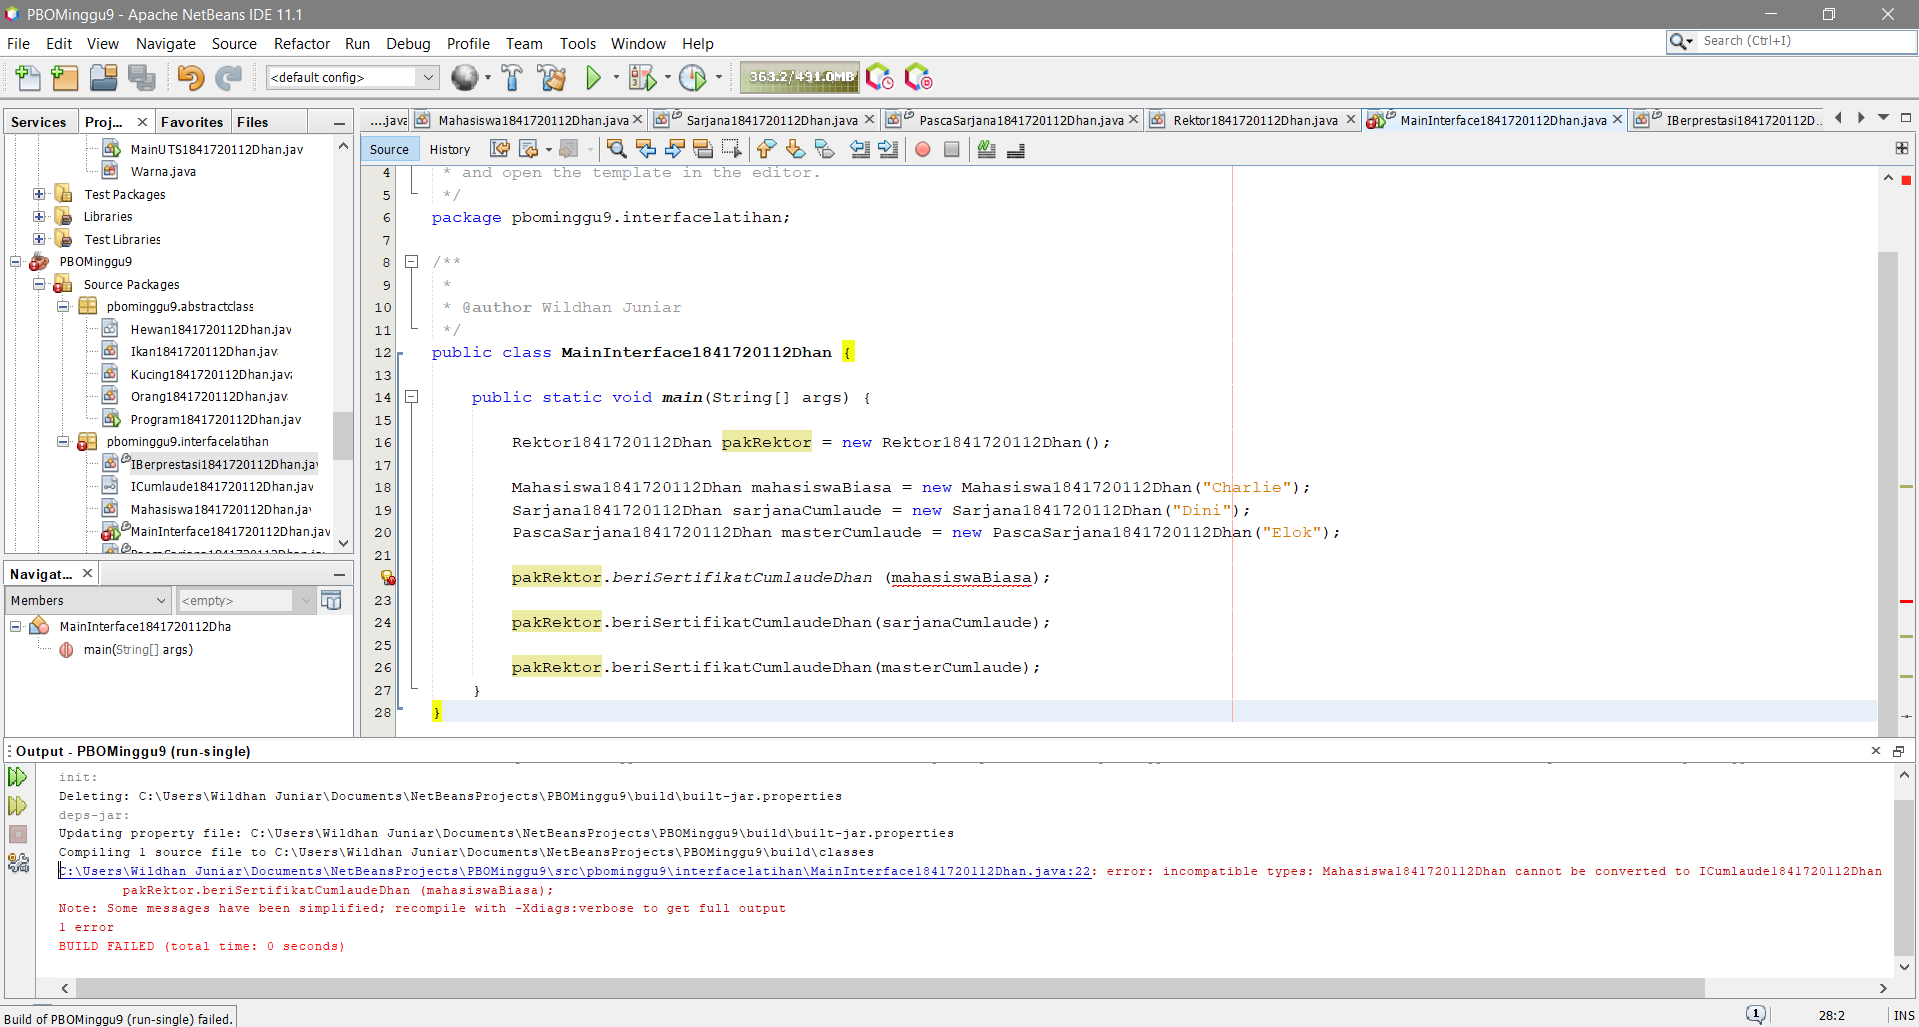 PBOMinggu9 - Apache NetBeans IDE 11.1
File Edit View Navigate Source Refactor Run Debug Profile Team Tools Window Help
Search (Ctrl+I)
<default config>
363.2/491.0MB
Services Proj... Favorites Files
....java Mahasiswa1841720112Dhan.java Sarjana1841720112Dhan.java PascaSarjana1841720112Dhan.java Rektor1841720112Dhan.java MainInterface1841720112Dhan.java IBerprestasi1841720112D...
Source History
MainUTS1841720112Dhan.jav
Warna.java
Test Packages
Libraries
Test Libraries
PBOMinggu9
Source Packages
pbominggu9.abstractclass
Hewan1841720112Dhan.jav
Ikan1841720112Dhan.jav
Kucing1841720112Dhan.java
Orang1841720112Dhan.jav
Program1841720112Dhan.jav
pbominggu9.interfacelatihan
IBerprestasi1841720112Dhan.jav
ICumlaude1841720112Dhan.jav
Mahasiswa1841720112Dhan.jav
MainInterface1841720112Dhan.jav
PascaSarjana1841720112Dhan.jav
Navigat...
Members <empty>
MainInterface1841720112Dha
main(String[] args)
4 * and open the template in the editor.
5 */
6 package pbominggu9.interfacelatihan;
7
8 /**
9 *
10 * @author Wildhan Juniar
11 */
12 public class MainInterface1841720112Dhan {
13
14 public static void main(String[] args) {
15
16 Rektor1841720112Dhan pakRektor = new Rektor1841720112Dhan();
17
18 Mahasiswa1841720112Dhan mahasiswaBiasa = new Mahasiswa1841720112Dhan("Charlie");
19 Sarjana1841720112Dhan sarjanaCumlaude = new Sarjana1841720112Dhan("Dini");
20 PascaSarjana1841720112Dhan masterCumlaude = new PascaSarjana1841720112Dhan("Elok");
21
pakRektor.beriSertifikatCumlaudeDhan (mahasiswaBiasa);
23
24 pakRektor.beriSertifikatCumlaudeDhan(sarjanaCumlaude);
25
26 pakRektor.beriSertifikatCumlaudeDhan(masterCumlaude);
27 }
28 }
Output - PBOMinggu9 (run-single)
init:
Deleting: C:\Users\Wildhan Juniar\Documents\NetBeansProjects\PBOMinggu9\build\built-jar.properties
deps-jar:
Updating property file: C:\Users\Wildhan Juniar\Documents\NetBeansProjects\PBOMinggu9\build\built-jar.properties
Compiling 1 source file to C:\Users\Wildhan Juniar\Documents\NetBeansProjects\PBOMinggu9\build\classes
C:\Users\Wildhan Juniar\Documents\NetBeansProjects\PBOMinggu9\src\pbominggu9\interfacelatihan\MainInterface1841720112Dhan.java:22: error: incompatible types: Mahasiswa1841720112Dhan cannot be converted to ICumlaude1841720112Dhan
pakRektor.beriSertifikatCumlaudeDhan (mahasiswaBiasa);
Note: Some messages have been simplified; recompile with -Xdiags:verbose to get full output
1 error
BUILD FAILED (total time: 0 seconds)
Build of PBOMinggu9 (run-single) failed.
1
28:2 INS